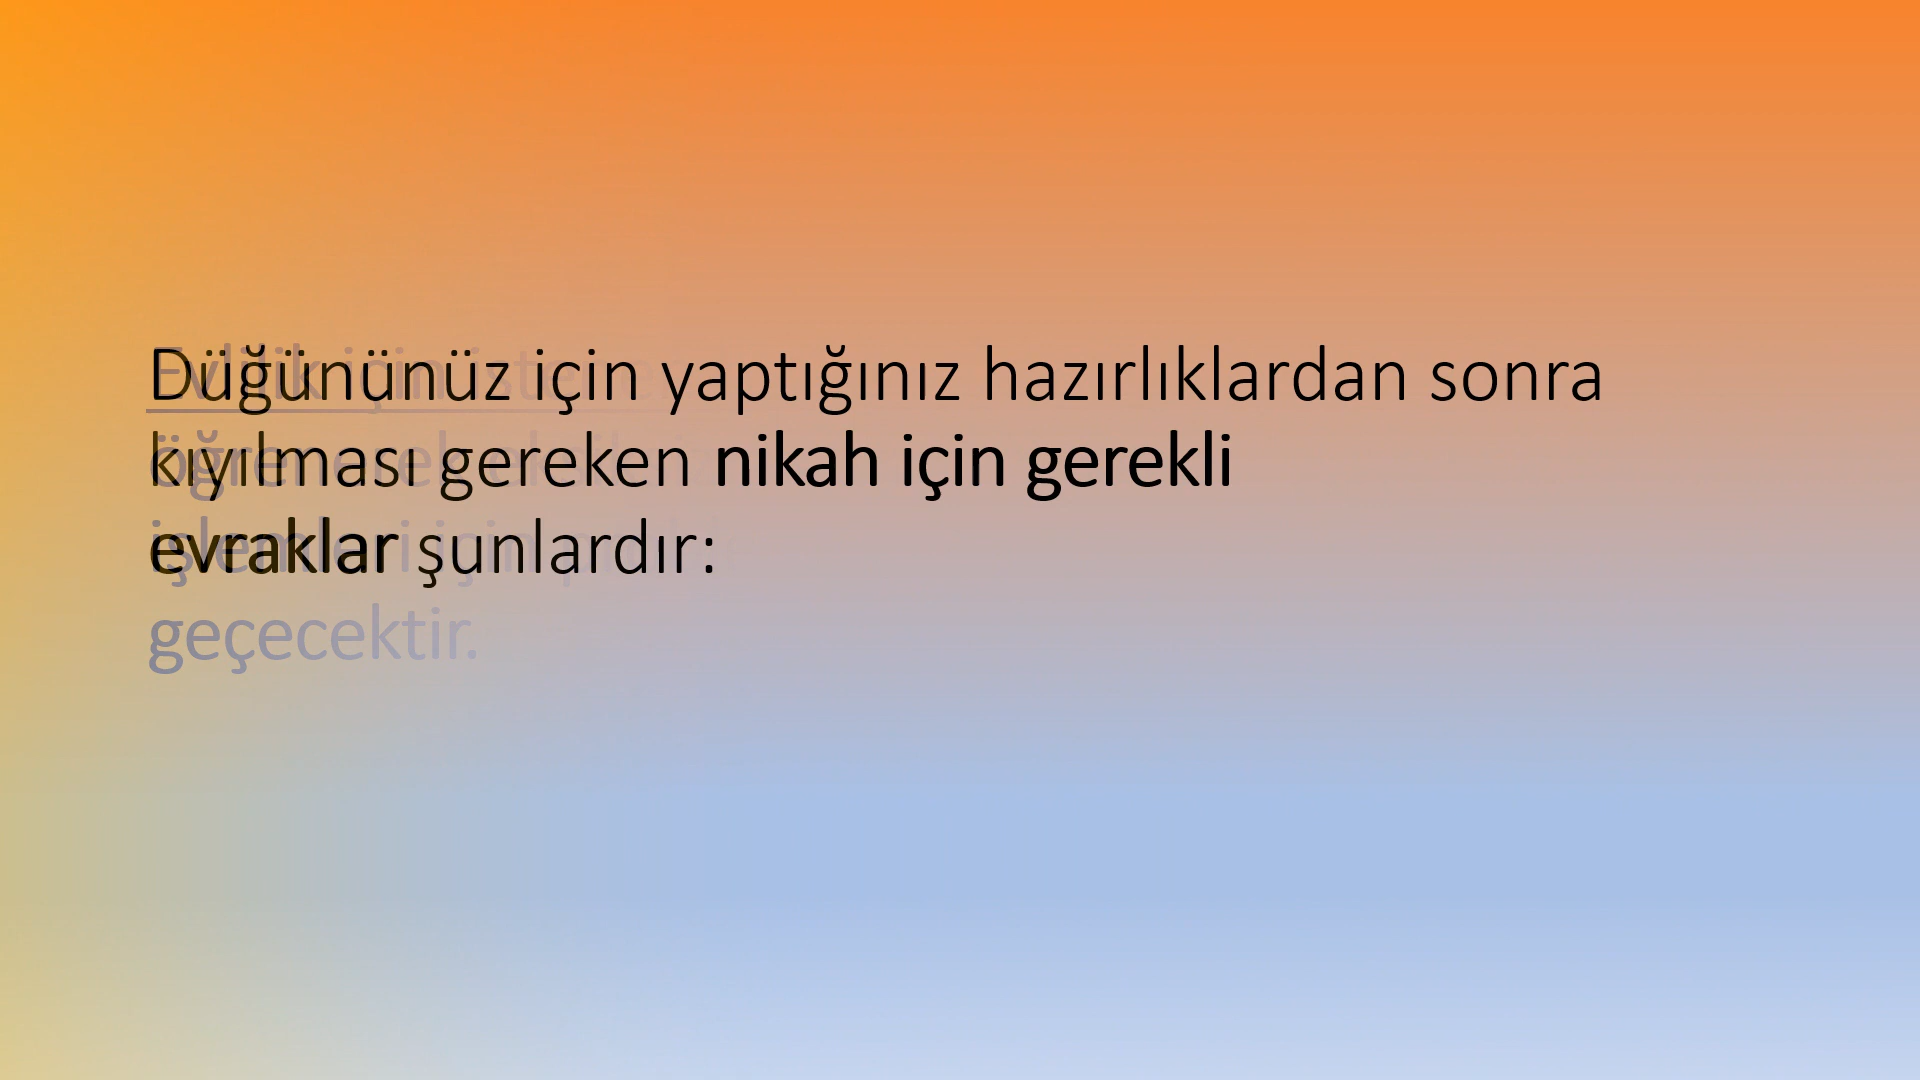 Düğününüz için yaptığınız hazırlıklardan sonra
kıyılması gereken nikah için gerekli
evraklar şunlardır:
geçecektir.